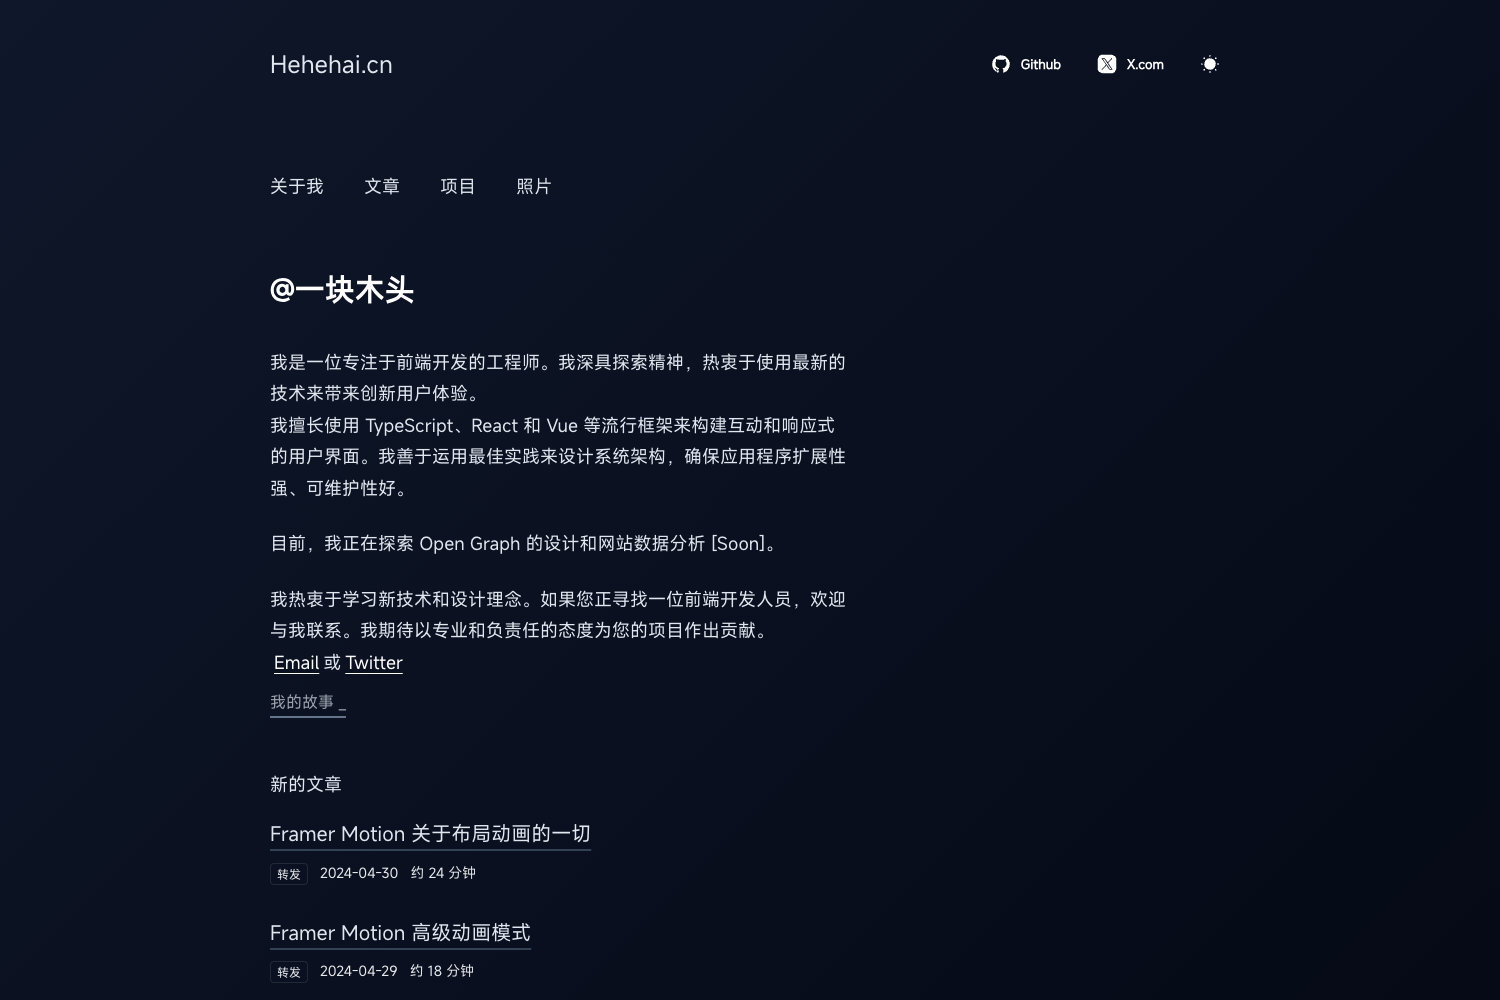 Hehehai.cn
Github
X.com
关于我 文章 项目 照片
@一块木头
我是一位专注于前端开发的工程师。我深具探索精神，热衷于使用最新的
技术来带来创新用户体验。
我擅长使用 TypeScript、React 和 Vue 等流行框架来构建互动和响应式
的用户界面。我善于运用最佳实践来设计系统架构，确保应用程序扩展性
强、可维护性好。
目前，我正在探索 Open Graph 的设计和网站数据分析 [Soon]。
我热衷于学习新技术和设计理念。如果您正寻找一位前端开发人员，欢迎
与我联系。我期待以专业和负责任的态度为您的项目作出贡献。
Email 或 Twitter
我的故事 _
新的文章
Framer Motion 关于布局动画的一切
转发 2024-04-30 约 24 分钟
Framer Motion 高级动画模式
转发 2024-04-29 约 18 分钟